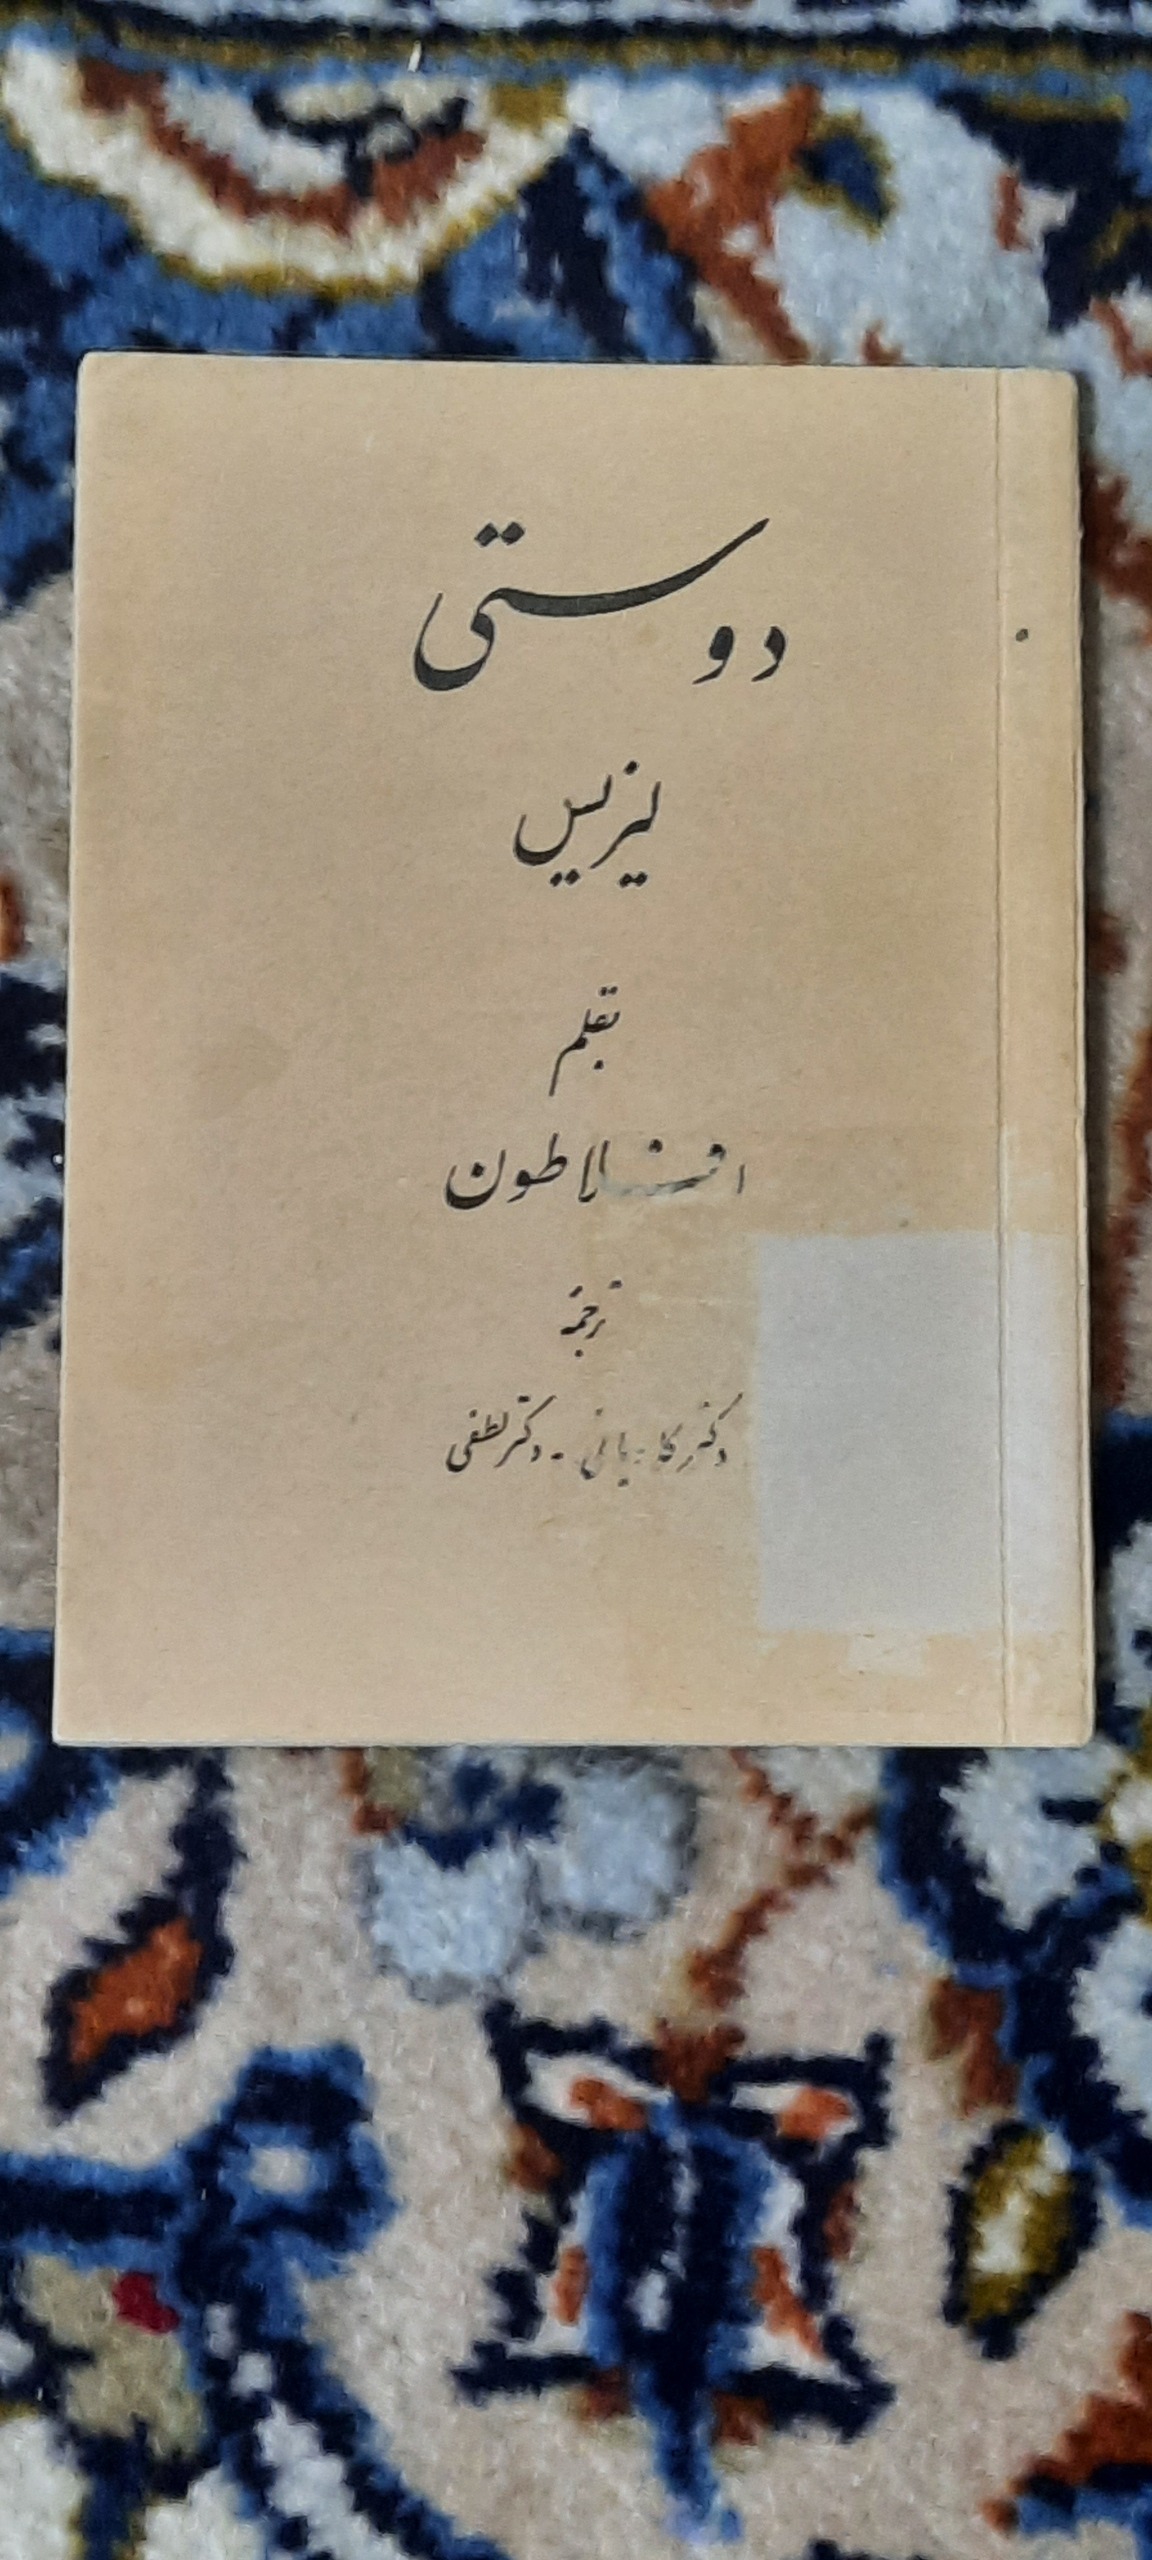 دوستی
لیزیس
بقلم
افلاطون
ترجمهٔ
دکتر کاویانی - دکتر لطفی